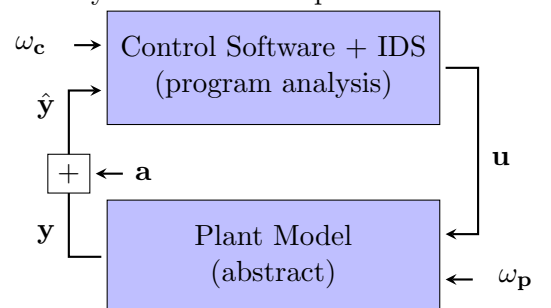 ω_c
Control Software + IDS
(program analysis)
ŷ
+
a
u
y
Plant Model
(abstract)
ω_p